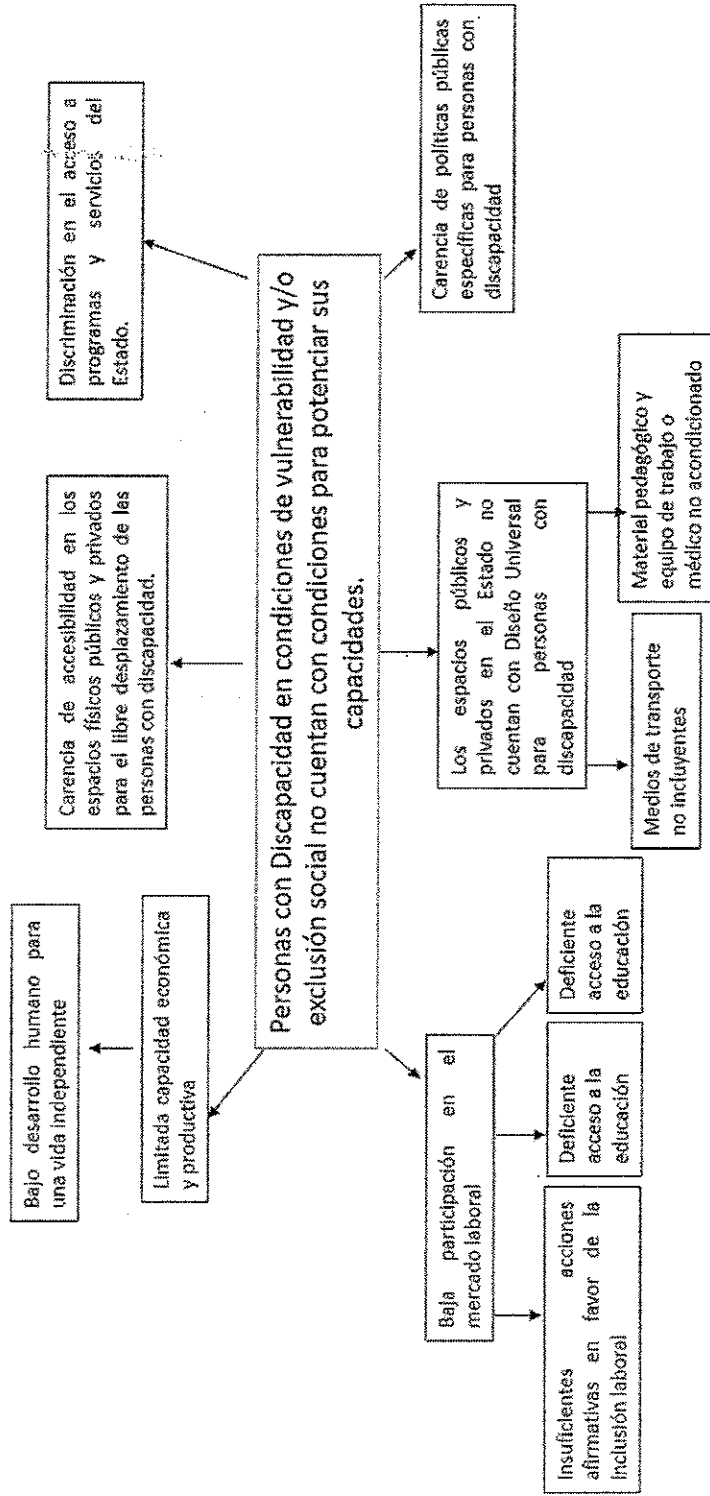 Bajo desarrollo humano para
una vida independiente
Limitada capacidad económica
y productiva
Carencia de accesibilidad en los
espacios físicos públicos y privados
para el libre desplazamiento de las
personas con discapacidad.
Discriminación en el acceso a
programas y servicios del
Estado.
Personas con Discapacidad en condiciones de vulnerabilidad y/o
exclusión social no cuentan con condiciones para potenciar sus
capacidades.
Baja participación en el
mercado laboral
Los espacios públicos y
privados en el Estado no
cuentan con Diseño Universal
para personas con
discapacidad
Carencia de políticas públicas
específicas para personas con
discapacidad
Insuficientes acciones
afirmativas en favor de la
Inclusión laboral
Deficiente
acceso a la
educación
Deficiente
acceso a la
educación
Medios de transporte
no incluyentes
Material pedagógico y
equipo de trabajo o
médico no acondicionado